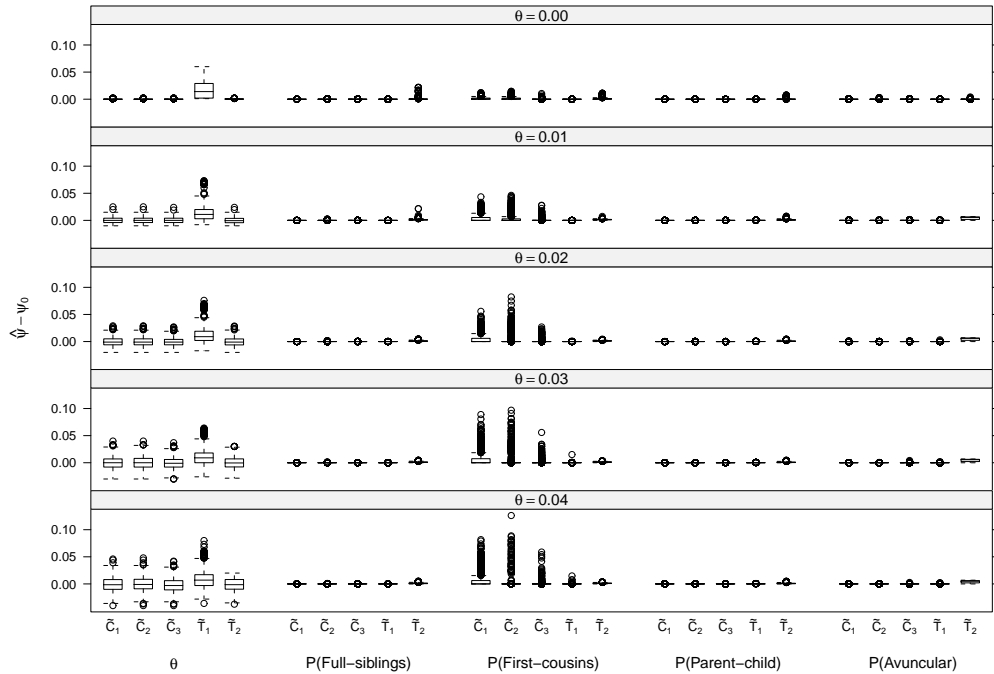 θ = 0.00
0.10
0.05
0.00
θ = 0.01
0.10
0.05
0.00
θ = 0.02
0.10
0.05
0.00
θ = 0.03
0.10
0.05
0.00
θ = 0.04
0.10
0.05
0.00
ψ̂ − ψ₀
C̃₁ C̃₂ C̃₃ T̃₁ T̃₂ C̃₁ C̃₂ C̃₃ T̃₁ T̃₂ C̃₁ C̃₂ C̃₃ T̃₁ T̃₂ C̃₁ C̃₂ C̃₃ T̃₁ T̃₂ C̃₁ C̃₂ C̃₃ T̃₁ T̃₂
θ P(Full−siblings) P(First−cousins) P(Parent−child) P(Avuncular)